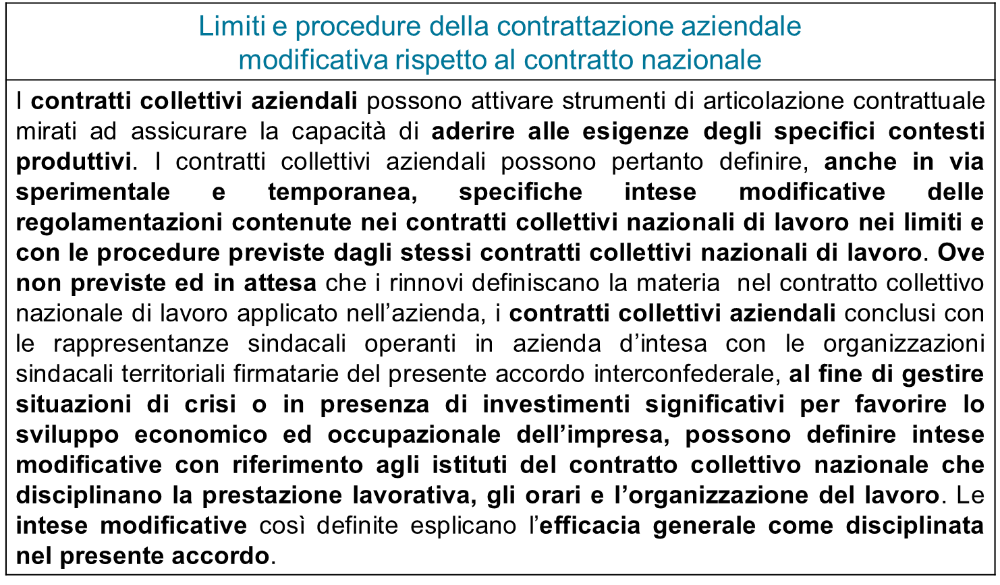 Limiti e procedure della contrattazione aziendale
modificativa rispetto al contratto nazionale
I contratti collettivi aziendali possono attivare strumenti di articolazione contrattuale
mirati ad assicurare la capacità di aderire alle esigenze degli specifici contesti
produttivi. I contratti collettivi aziendali possono pertanto definire, anche in via
sperimentale e temporanea, specifiche intese modificative delle
regolamentazioni contenute nei contratti collettivi nazionali di lavoro nei limiti e
con le procedure previste dagli stessi contratti collettivi nazionali di lavoro. Ove
non previste ed in attesa che i rinnovi definiscano la materia nel contratto collettivo
nazionale di lavoro applicato nell’azienda, i contratti collettivi aziendali conclusi con
le rappresentanze sindacali operanti in azienda d’intesa con le organizzazioni
sindacali territoriali firmatarie del presente accordo interconfederale, al fine di gestire
situazioni di crisi o in presenza di investimenti significativi per favorire lo
sviluppo economico ed occupazionale dell’impresa, possono definire intese
modificative con riferimento agli istituti del contratto collettivo nazionale che
disciplinano la prestazione lavorativa, gli orari e l’organizzazione del lavoro. Le
intese modificative così definite esplicano l’efficacia generale come disciplinata
nel presente accordo.